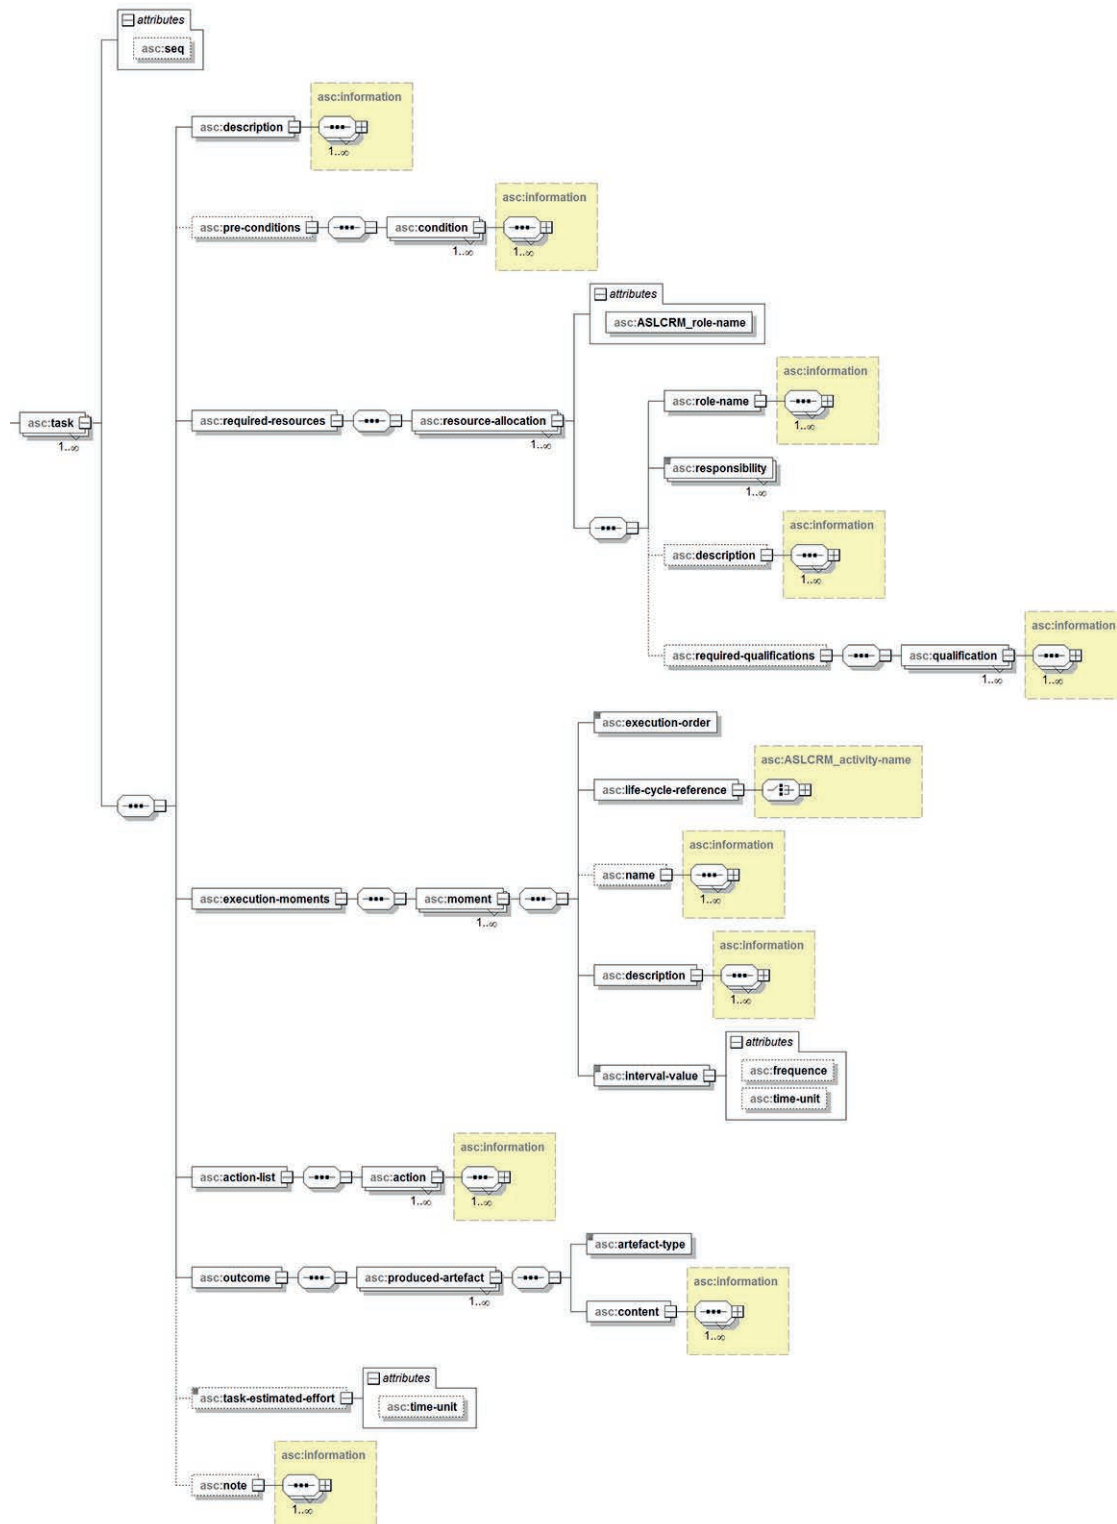 attributes
asc:seq
asc:information
asc:description
1..∞
asc:information
asc:pre-conditions
asc:condition
1..∞
1..∞
attributes
asc:ASLCRM_role-name
asc:information
asc:role-name
1..∞
asc:task
1..∞
asc:required-resources
asc:resource-allocation
1..∞
asc:responsibility
1..∞
asc:information
asc:description
1..∞
asc:information
asc:required-qualifications
asc:qualification
1..∞
1..∞
asc:execution-order
asc:ASLCRM_activity-name
asc:life-cycle-reference
asc:information
asc:name
1..∞
asc:execution-moments
asc:moment
1..∞
asc:information
asc:description
1..∞
attributes
asc:interval-value
asc:frequence
asc:time-unit
asc:information
asc:action-list
asc:action
1..∞
1..∞
asc:artefact-type
asc:outcome
asc:produced-artefact
1..∞
asc:information
asc:content
1..∞
attributes
asc:task-estimated-effort
asc:time-unit
asc:information
asc:note
1..∞